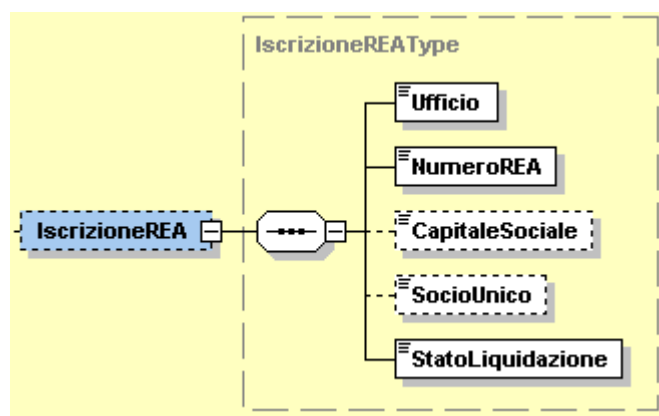 IscrizioneREAType
Ufficio
NumeroREA
IscrizioneREA
CapitaleSociale
SocioUnico
StatoLiquidazione